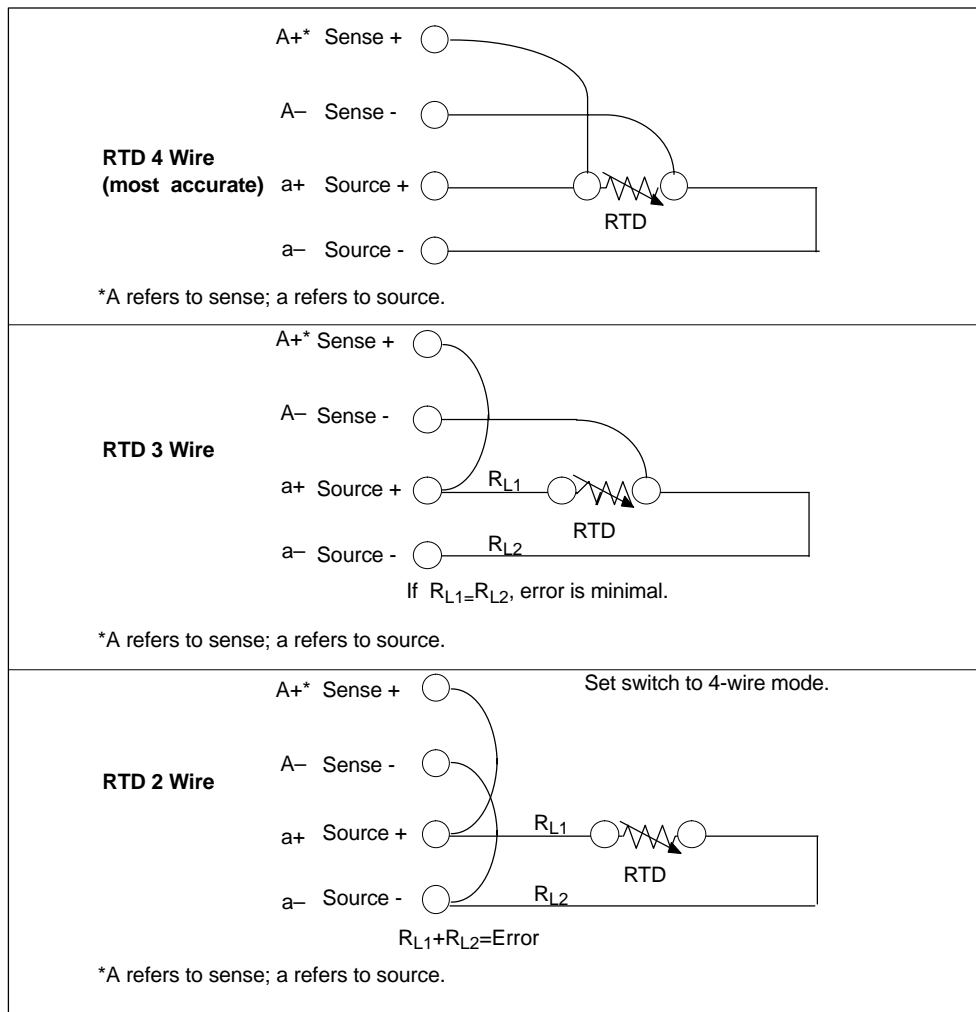 A+* Sense +
A– Sense -
RTD 4 Wire
(most accurate)
a+ Source +
RTD
a– Source -
*A refers to sense; a refers to source.
A+* Sense +
A– Sense -
RTD 3 Wire
a+ Source +
RL1
RTD
a– Source -
RL2
If RL1=RL2, error is minimal.
*A refers to sense; a refers to source.
A+* Sense +
Set switch to 4-wire mode.
A– Sense -
RTD 2 Wire
a+ Source +
RL1
RTD
a– Source -
RL2
RL1+RL2=Error
*A refers to sense; a refers to source.